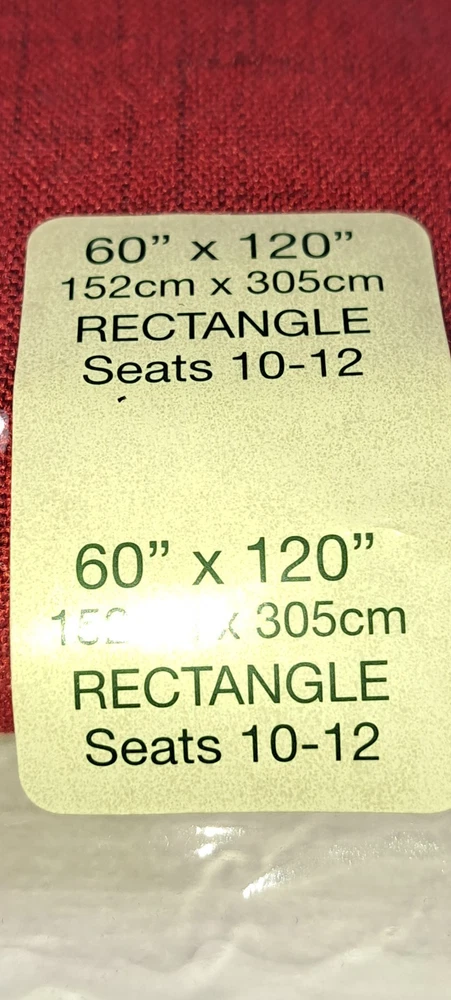 60” x 120”
152cm x 305cm
RECTANGLE
Seats 10-12
60” x 120”
x 305cm
RECTANGLE
Seats 10-12